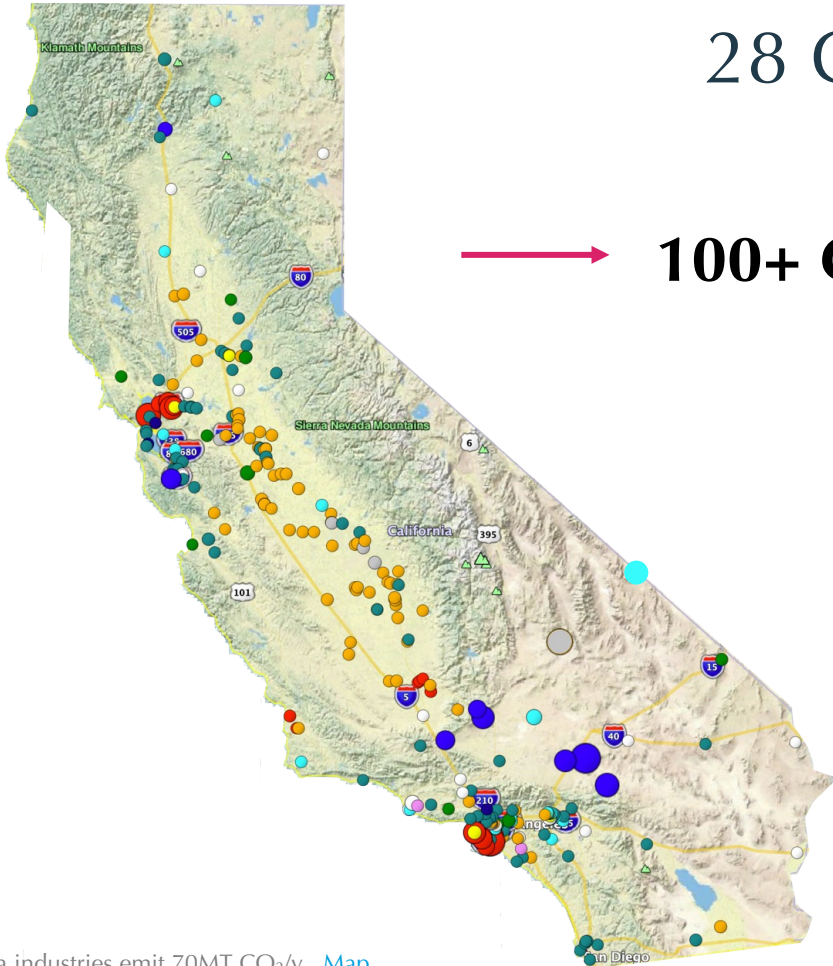 28
100+
Klamath Mountains
80
505
Sierra Nevada Mountains
6
680
California
395
101
15
5
40
210
San Diego
industries emit 70MT CO₂/y
Map